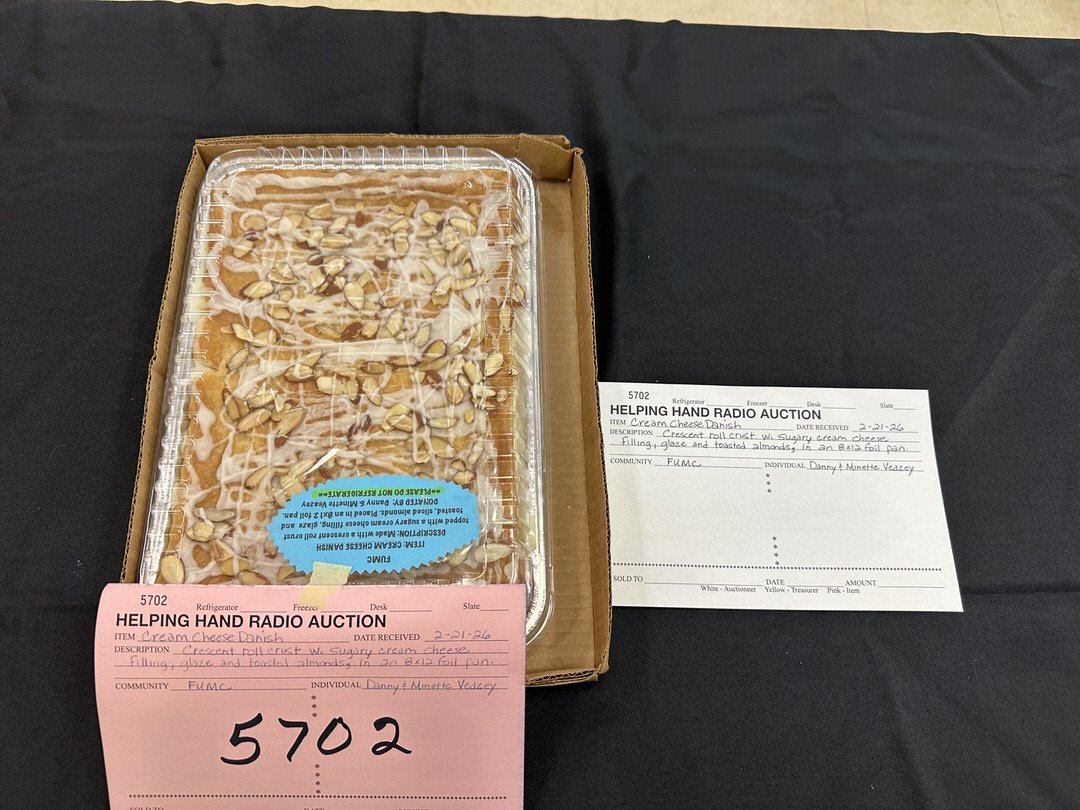 FUMC
ITEM: CREAM CHEESE DANISH
DESCRIPTION: Made with a crescent roll crust
topped with a sugary cream cheese filling, glaze and
toasted, sliced almonds. Placed in an 8x12 foil pan.
DONATED BY: Danny & Minette Veazey
**PLEASE DO NOT REFRIGERATE**
5702
Refrigerator Freezer Desk Slate
HELPING HAND RADIO AUCTION
ITEM Cream Cheese Danish DATE RECEIVED 2-21-26
DESCRIPTION Crescent roll crust w. sugary cream cheese
filling, glaze and toasted almonds, in an 8x12 foil pan.
COMMUNITY FUMC INDIVIDUAL Danny & Minette Veazey
SOLD TO DATE AMOUNT
White - Auctioneer Yellow - Treasurer Pink - Item
5702
Refrigerator Freezer Desk Slate
HELPING HAND RADIO AUCTION
ITEM Cream Cheese Danish DATE RECEIVED 2-21-26
DESCRIPTION Crescent roll crust w. sugary cream cheese
filling, glaze and toasted almonds, in an 8x12 foil pan.
COMMUNITY FUMC INDIVIDUAL Danny & Minette Veazey
5702
SOLD TO DATE